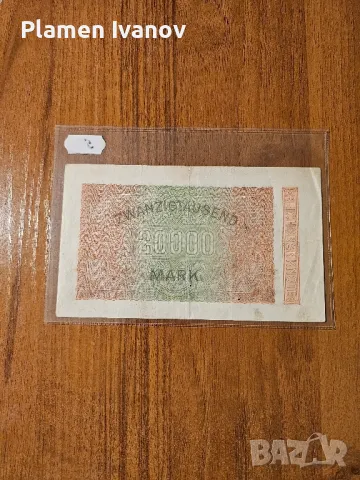 Plamen Ivanov
ZWANZIGTAUSEND
20000
MARK
BAZAR